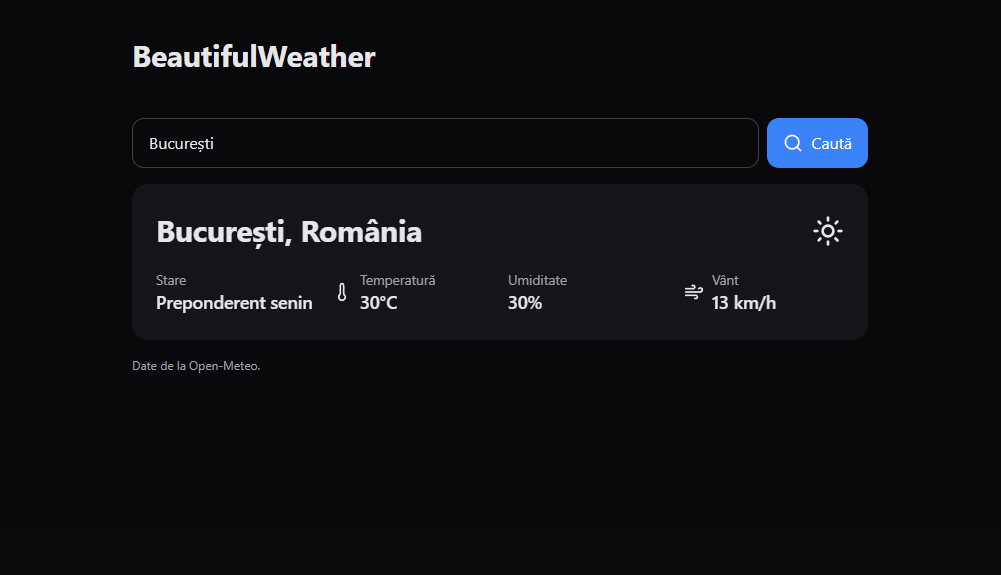 BeautifulWeather
București
Caută
București, România
Stare
Preponderent senin
Temperatură
30°C
Umiditate
30%
Vânt
13 km/h
Date de la Open-Meteo.